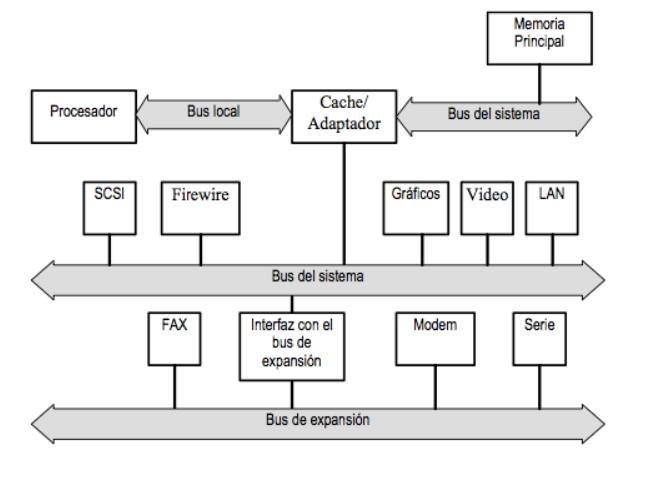 Memoria
Principal
Procesador
Bus local
Cache/
Adaptador
Bus del sistema
SCSI
Firewire
Gráficos
Video
LAN
Bus del sistema
FAX
Interfaz con el
bus de
expansión
Modem
Serie
Bus de expansión